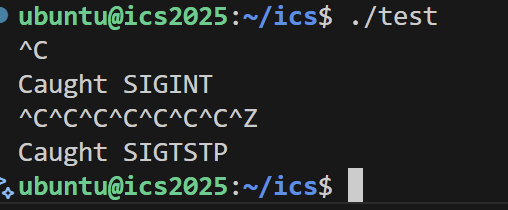 ubuntu@ics2025:~/ics$ ./test
^C
Caught SIGINT
^C^C^C^C^C^C^C^Z
Caught SIGTSTP
ubuntu@ics2025:~/ics$